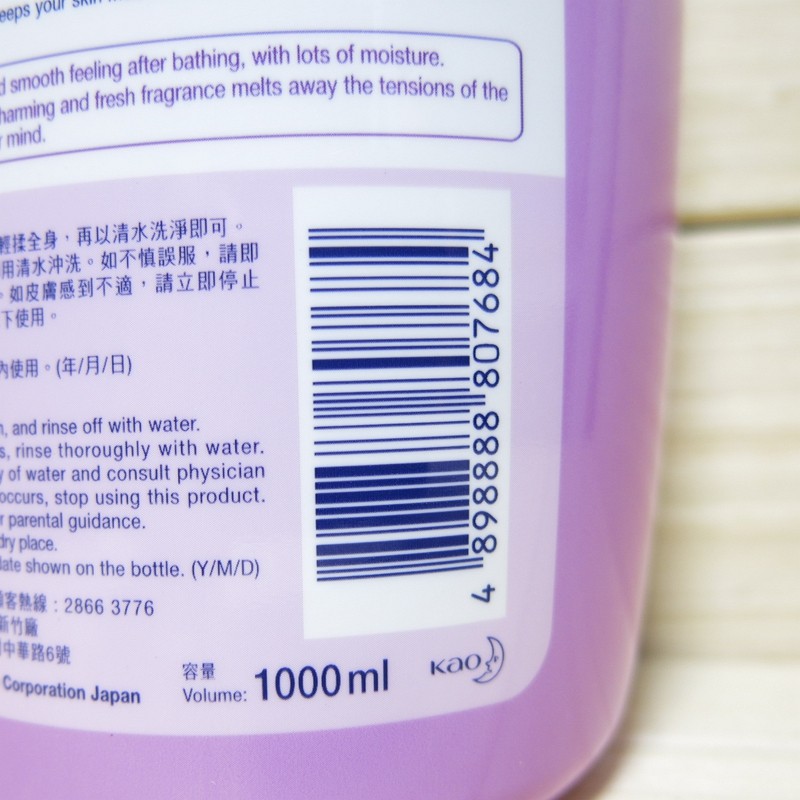 eeps your skin
smooth feeling after bathing, with lots of moisture.
harming and fresh fragrance melts away the tensions of the
mind.
輕揉全身,再以清水洗淨即可。
用清水沖洗。如不慎誤服,請即
。如皮膚感到不適,請立即停止
下使用。
內使用。(年/月/日)
, and rinse off with water.
s, rinse thoroughly with water.
y of water and consult physician
occurs, stop using this product.
r parental guidance.
dry place.
date shown on the bottle. (Y/M/D)
客熱線:2866 3776
新竹廠
中華路6號
Corporation Japan
容量
Volume: 1000ml
Kao
4 898888 807684